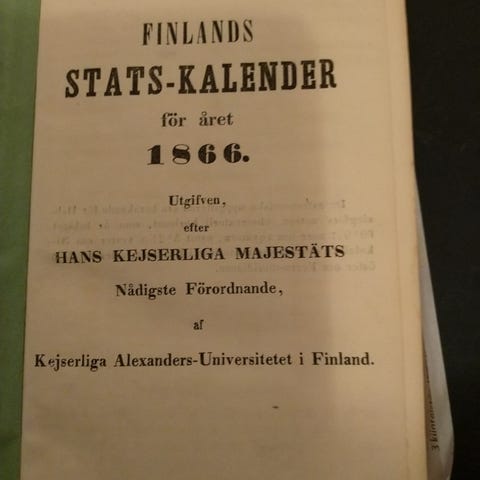 FINLANDS
STATS-KALENDER
för året
1866.
Utgifven,
efter
HANS KEJSERLIGA MAJESTÄTS
Nådigste Förordnande,
af
Kejserliga Alexanders-Universitetet i Finland.